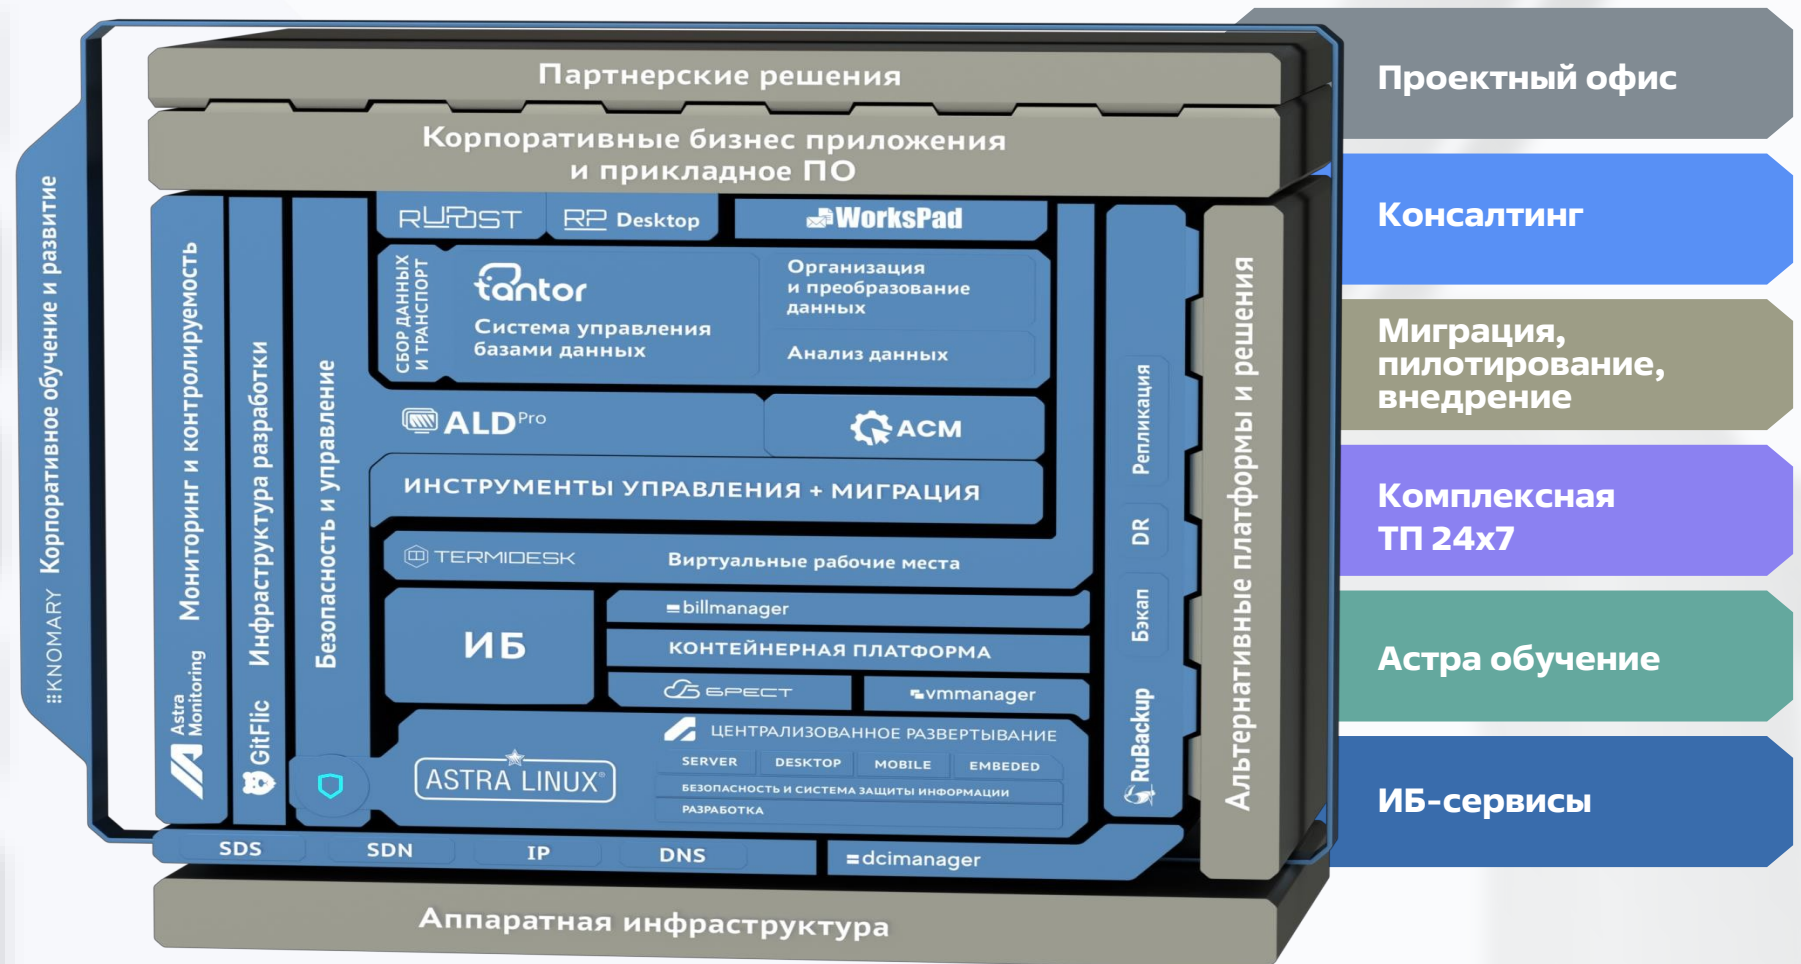 Партнерские решения
Корпоративные бизнес приложения
и прикладное ПО
KNOMARY Корпоративное обучение и развитие
Astra
Monitoring
Мониторинг и контролируемость
GitFlic Инфраструктура разработки
Безопасность и управление
RUPOST
RP Desktop
WorksPad
СБОР ДАННЫХ
И ТРАНСПОРТ
tantor
Система управления
базами данных
Организация
и преобразование
данных
Анализ данных
ALD Pro
ACM
ИНСТРУМЕНТЫ УПРАВЛЕНИЯ + МИГРАЦИЯ
TERMIDESK
Виртуальные рабочие места
ИБ
billmanager
КОНТЕЙНЕРНАЯ ПЛАТФОРМА
БРЕСТ
vmmanager
ASTRA LINUX®
ЦЕНТРАЛИЗОВАННОЕ РАЗВЕРТЫВАНИЕ
SERVER
DESKTOP
MOBILE
EMBEDED
БЕЗОПАСНОСТЬ И СИСТЕМА ЗАЩИТЫ ИНФОРМАЦИИ
РАЗРАБОТКА
RuBackup
Бэкап
DR
Репликация
Альтернативные платформы и решения
SDS
SDN
IP
DNS
dcimanager
Аппаратная инфраструктура
Проектный офис
Консалтинг
Миграция,
пилотирование,
внедрение
Комплексная
ТП 24х7
Астра обучение
ИБ-сервисы